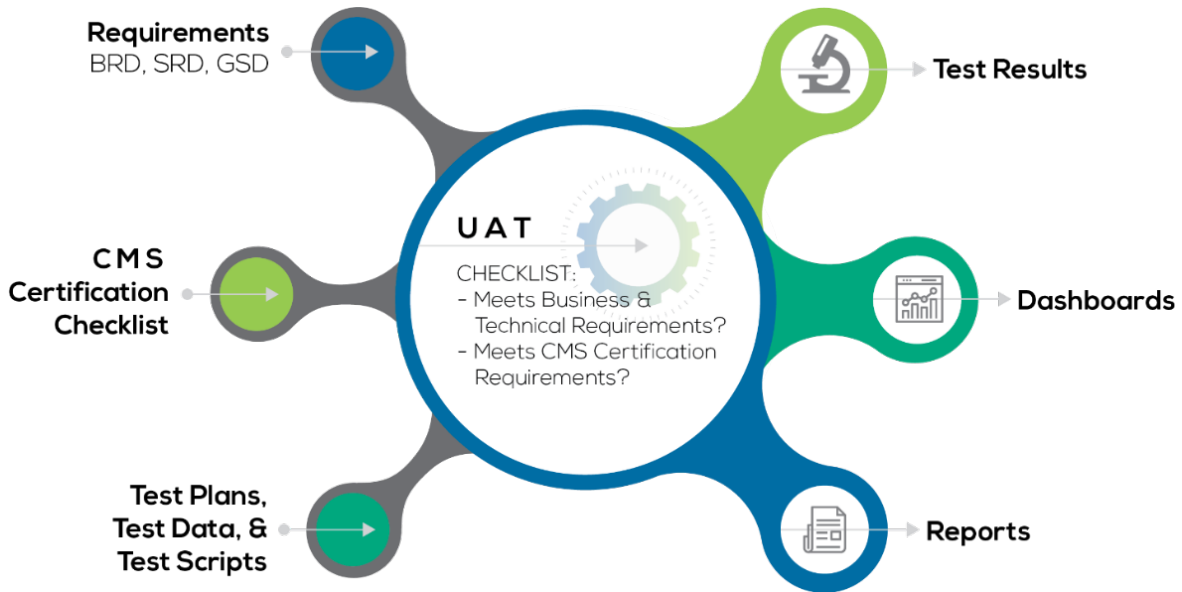 Requirements
BRD, SRD, GSD
CMS
Certification
Checklist
Test Plans,
Test Data, &
Test Scripts
UAT
CHECKLIST:
- Meets Business &
Technical Requirements?
- Meets CMS Certification
Requirements?
Test Results
Dashboards
Reports